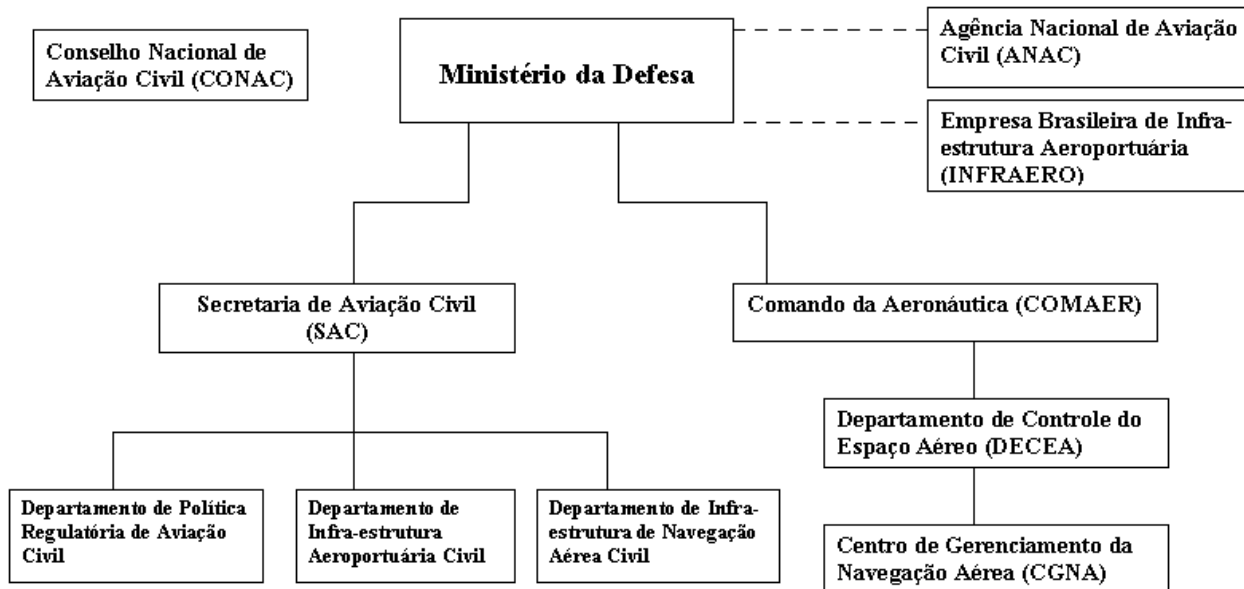 Conselho Nacional de
Aviação Civil (CONAC)
Ministério da Defesa
Agência Nacional de Aviação
Civil (ANAC)
Empresa Brasileira de Infra-
estrutura Aeroportuária
(INFRAERO)
Secretaria de Aviação Civil
(SAC)
Comando da Aeronáutica (COMAER)
Departamento de Controle do
Espaço Aéreo (DECEA)
Departamento de Política
Regulatória de Aviação
Civil
Departamento de
Infra-estrutura
Aeroportuária Civil
Departamento de Infra-
estrutura de Navegação
Aérea Civil
Centro de Gerenciamento da
Navegação Aérea (CGNA)